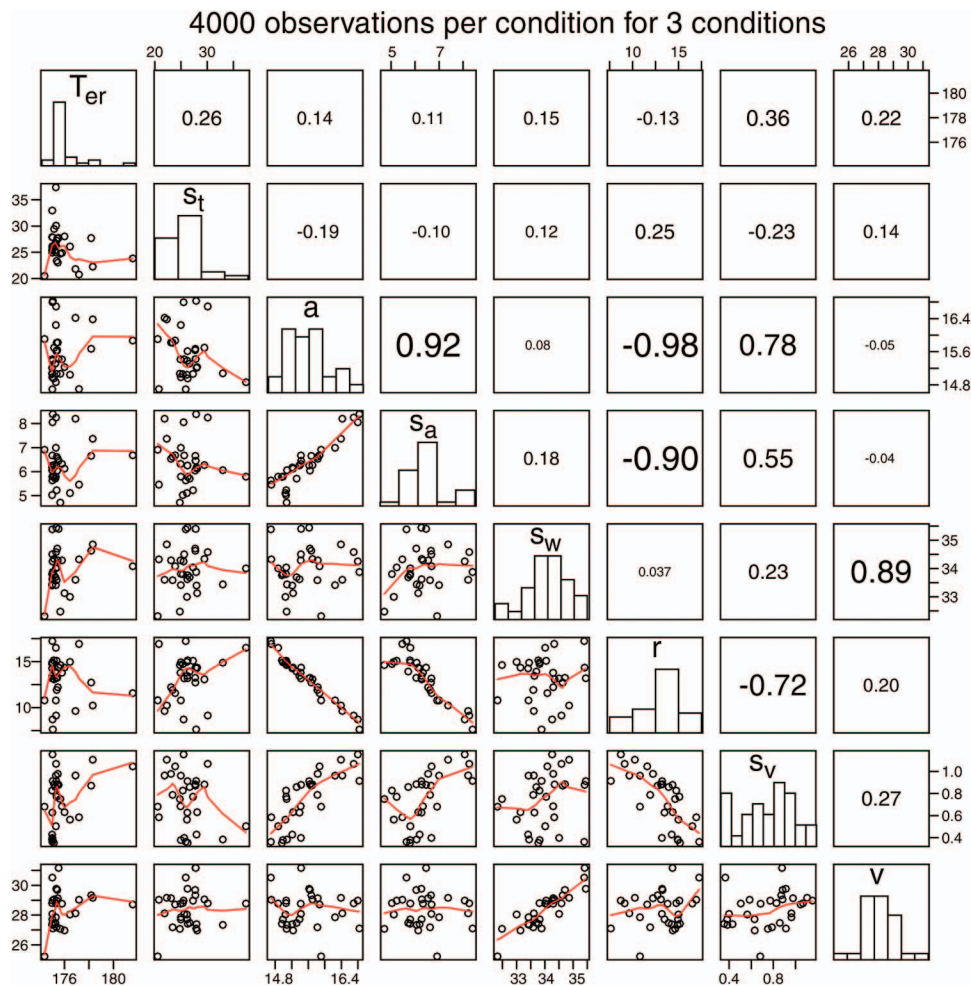 4000 observations per condition for 3 conditions
20 30 5 7 10 15 26 28 30
Ter 0.26 0.14 0.11 0.15 -0.13 0.36 0.22 180 178 176
35 30 25 20 st -0.19 -0.10 0.12 0.25 -0.23 0.14
a 0.92 0.08 -0.98 0.78 -0.05 16.4 15.6 14.8
8 7 6 5 sa 0.18 -0.90 0.55 -0.04
sw 0.037 0.23 0.89 35 34 33
15 10 r -0.72 0.20
sv 0.27 1.0 0.8 0.6 0.4
30 28 26 v
176 180 14.8 16.4 33 34 35 0.4 0.8